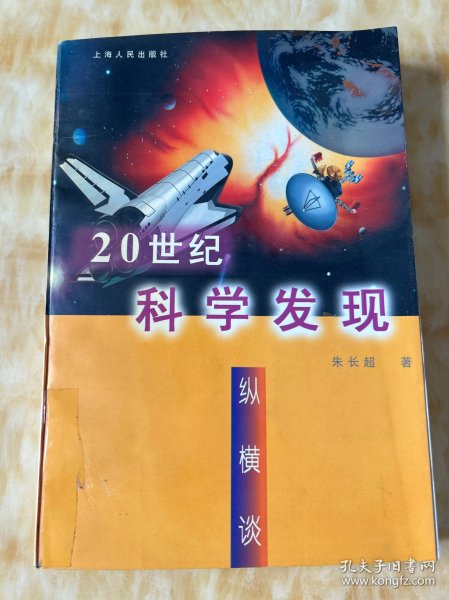 上海人民出版社
20世纪
科学发现
朱长超 著
纵横谈
孔夫子旧书网
www.kongfz.com